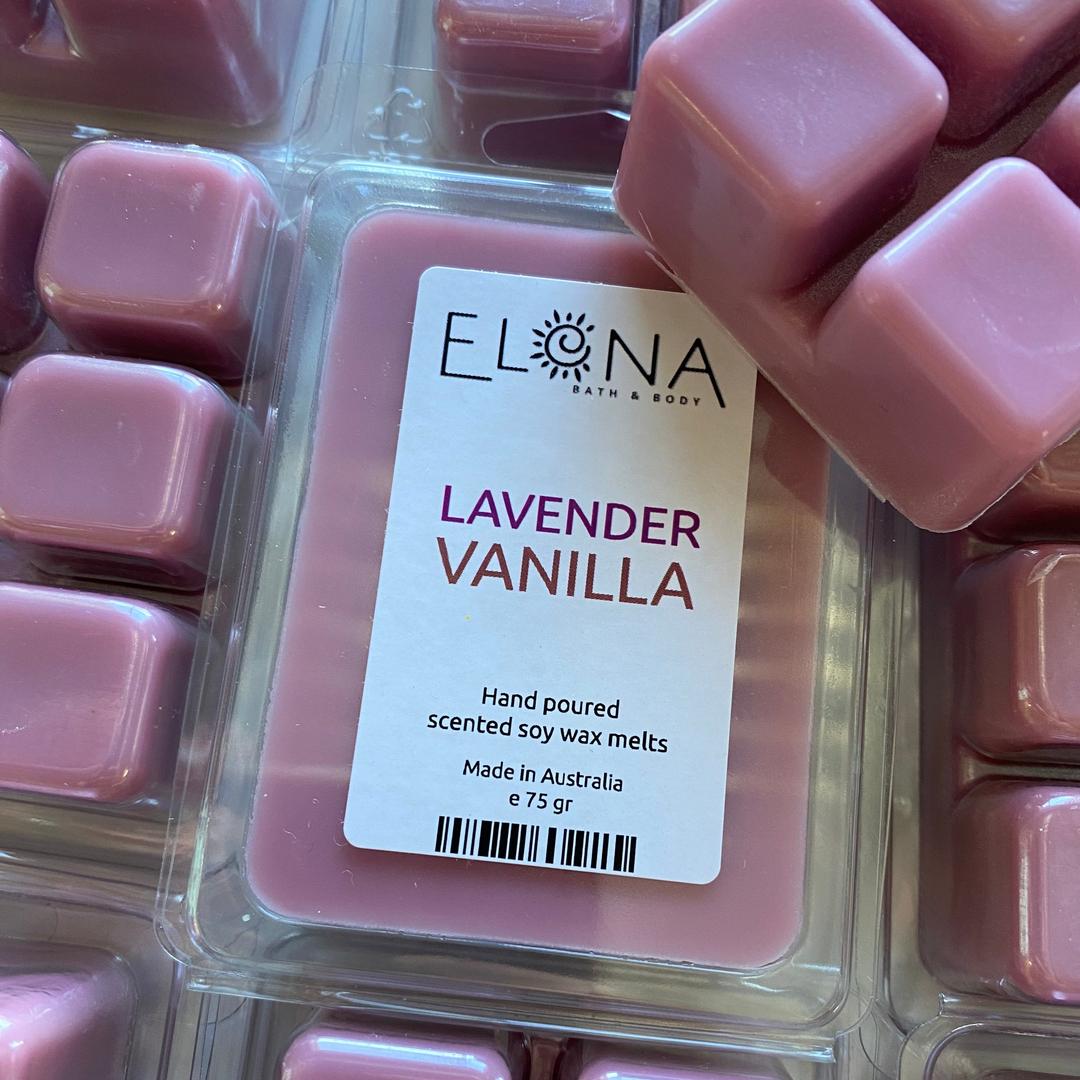 ELONA
BATH & BODY
LAVENDER
VANILLA
Hand poured
scented soy wax melts
Made in Australia
e 75 gr